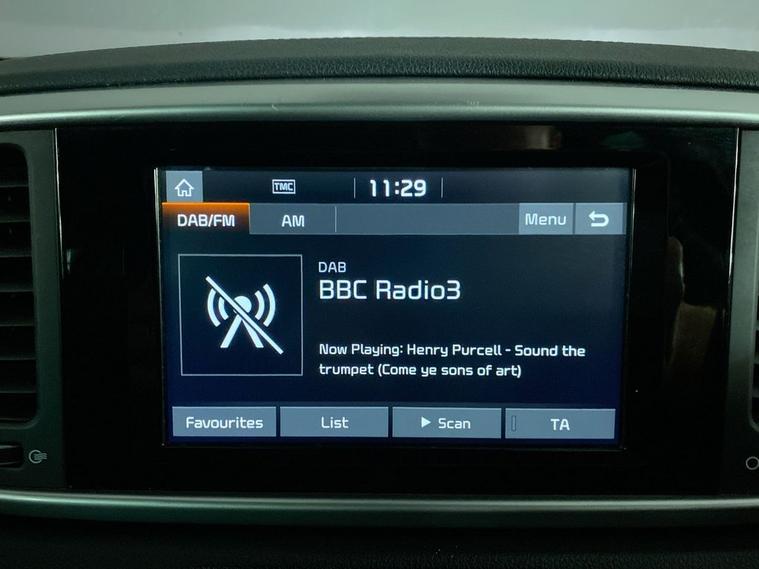 TMC
11:29
DAB/FM AM Menu
DAB
BBC Radio3
Now Playing: Henry Purcell - Sound the
trumpet (Come ye sons of art)
Favourites List Scan TA